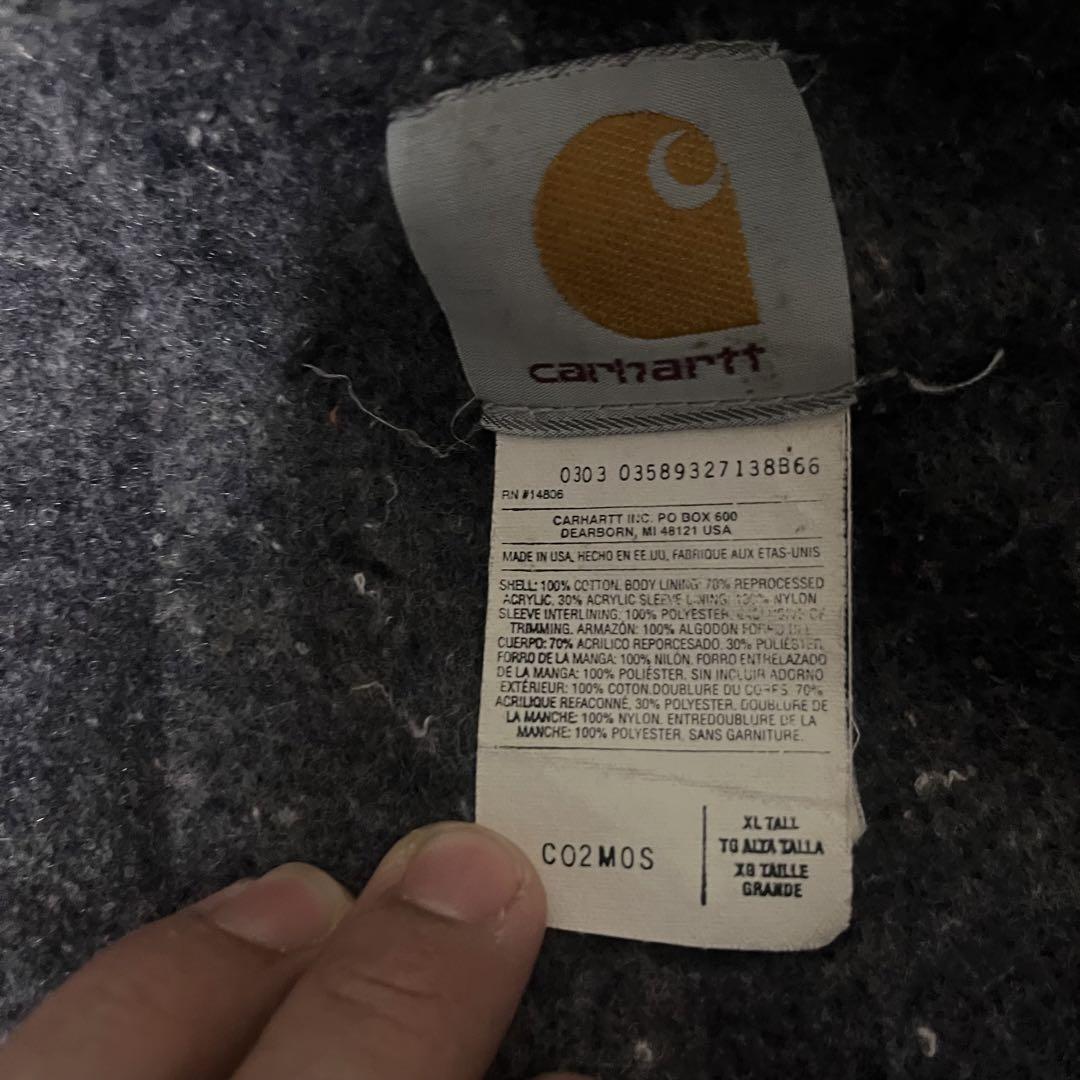 carhartt
0303 03589327138B66
RN #14806
CARHARTT INC. PO BOX 600
DEARBORN, MI 48121 USA
MADE IN USA, HECHO EN EE.UU, FABRIQUE AUX ETAS-UNIS
SHELL: 100% COTTON. BODY LINING: 70% REPROCESSED
ACRYLIC, 30% ACRYLIC SLEEVE LINING: 100% NYLON
SLEEVE INTERLINING: 100% POLYESTER. EXCLUSIVE OF
TRIMMING. ARMAZÓN: 100% ALGODÓN FORRO DEL
CUERPO: 70% ACRILICO REPORCESADO, 30% POLIÉSTER,
FORRO DE LA MANGA: 100% NILÓN. FORRO ENTRELAZADO
DE LA MANGA: 100% POLIÉSTER. SIN INCLUIR ADORNO
EXTÉRIEUR: 100% COTON.DOUBLURE DU CORPS. 70%
ACRILIQUE REFACONNÉ, 30% POLYESTER. DOUBLURE DE
LA MANCHE: 100% NYLON. ENTREDOUBLURE DE LA
MANCHE: 100% POLYESTER. SANS GARNITURE.
C02MOS
XL TALL
TG ALTA TALLA
XG TAILLE
GRANDE